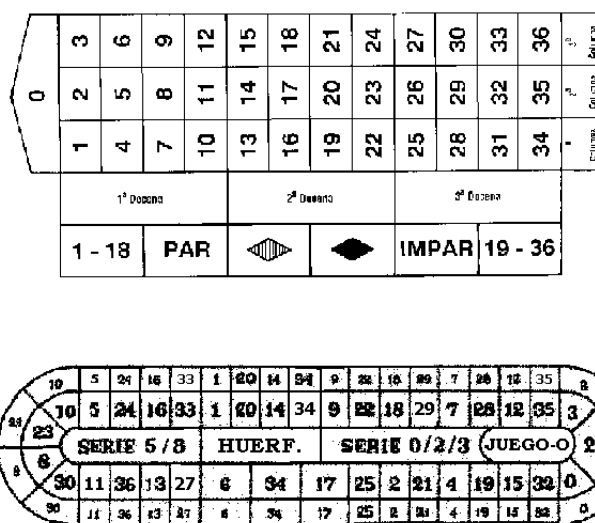 3 6 9 12 15 18 21 24 27 30 33 36 3ª Columna
0 2 5 8 11 14 17 20 23 26 29 32 35 2ª Columna
1 4 7 10 13 16 19 22 25 28 31 34 Columna
1ª Docena 2ª Docena 3ª Docena
1 - 18 PAR IMPAR 19 - 36
10 5 24 16 33 1 20 14 34 9 22 18 29 7 28 12 35
10 5 24 16 33 1 20 14 34 9 22 18 29 7 28 12 35 3
23 SERIE 5/8 HUERF. SERIE 0/2/3 JUEGO-O 2
8 30 11 36 13 27 6 34 17 25 2 21 4 19 15 32 0
30 11 36 13 27 6 34 17 25 2 21 4 19 15 32 0